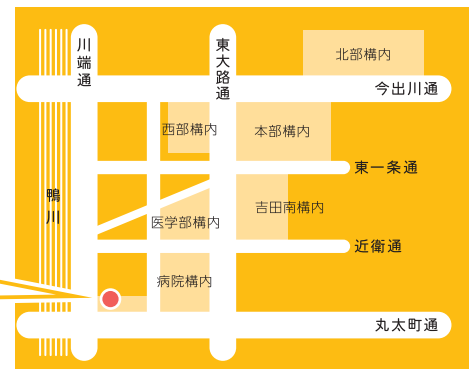 川端通
東大路通
北部構内
今出川通
西部構内
本部構内
東一条通
鴨川
医学部構内
吉田南構内
近衛通
病院構内
丸太町通